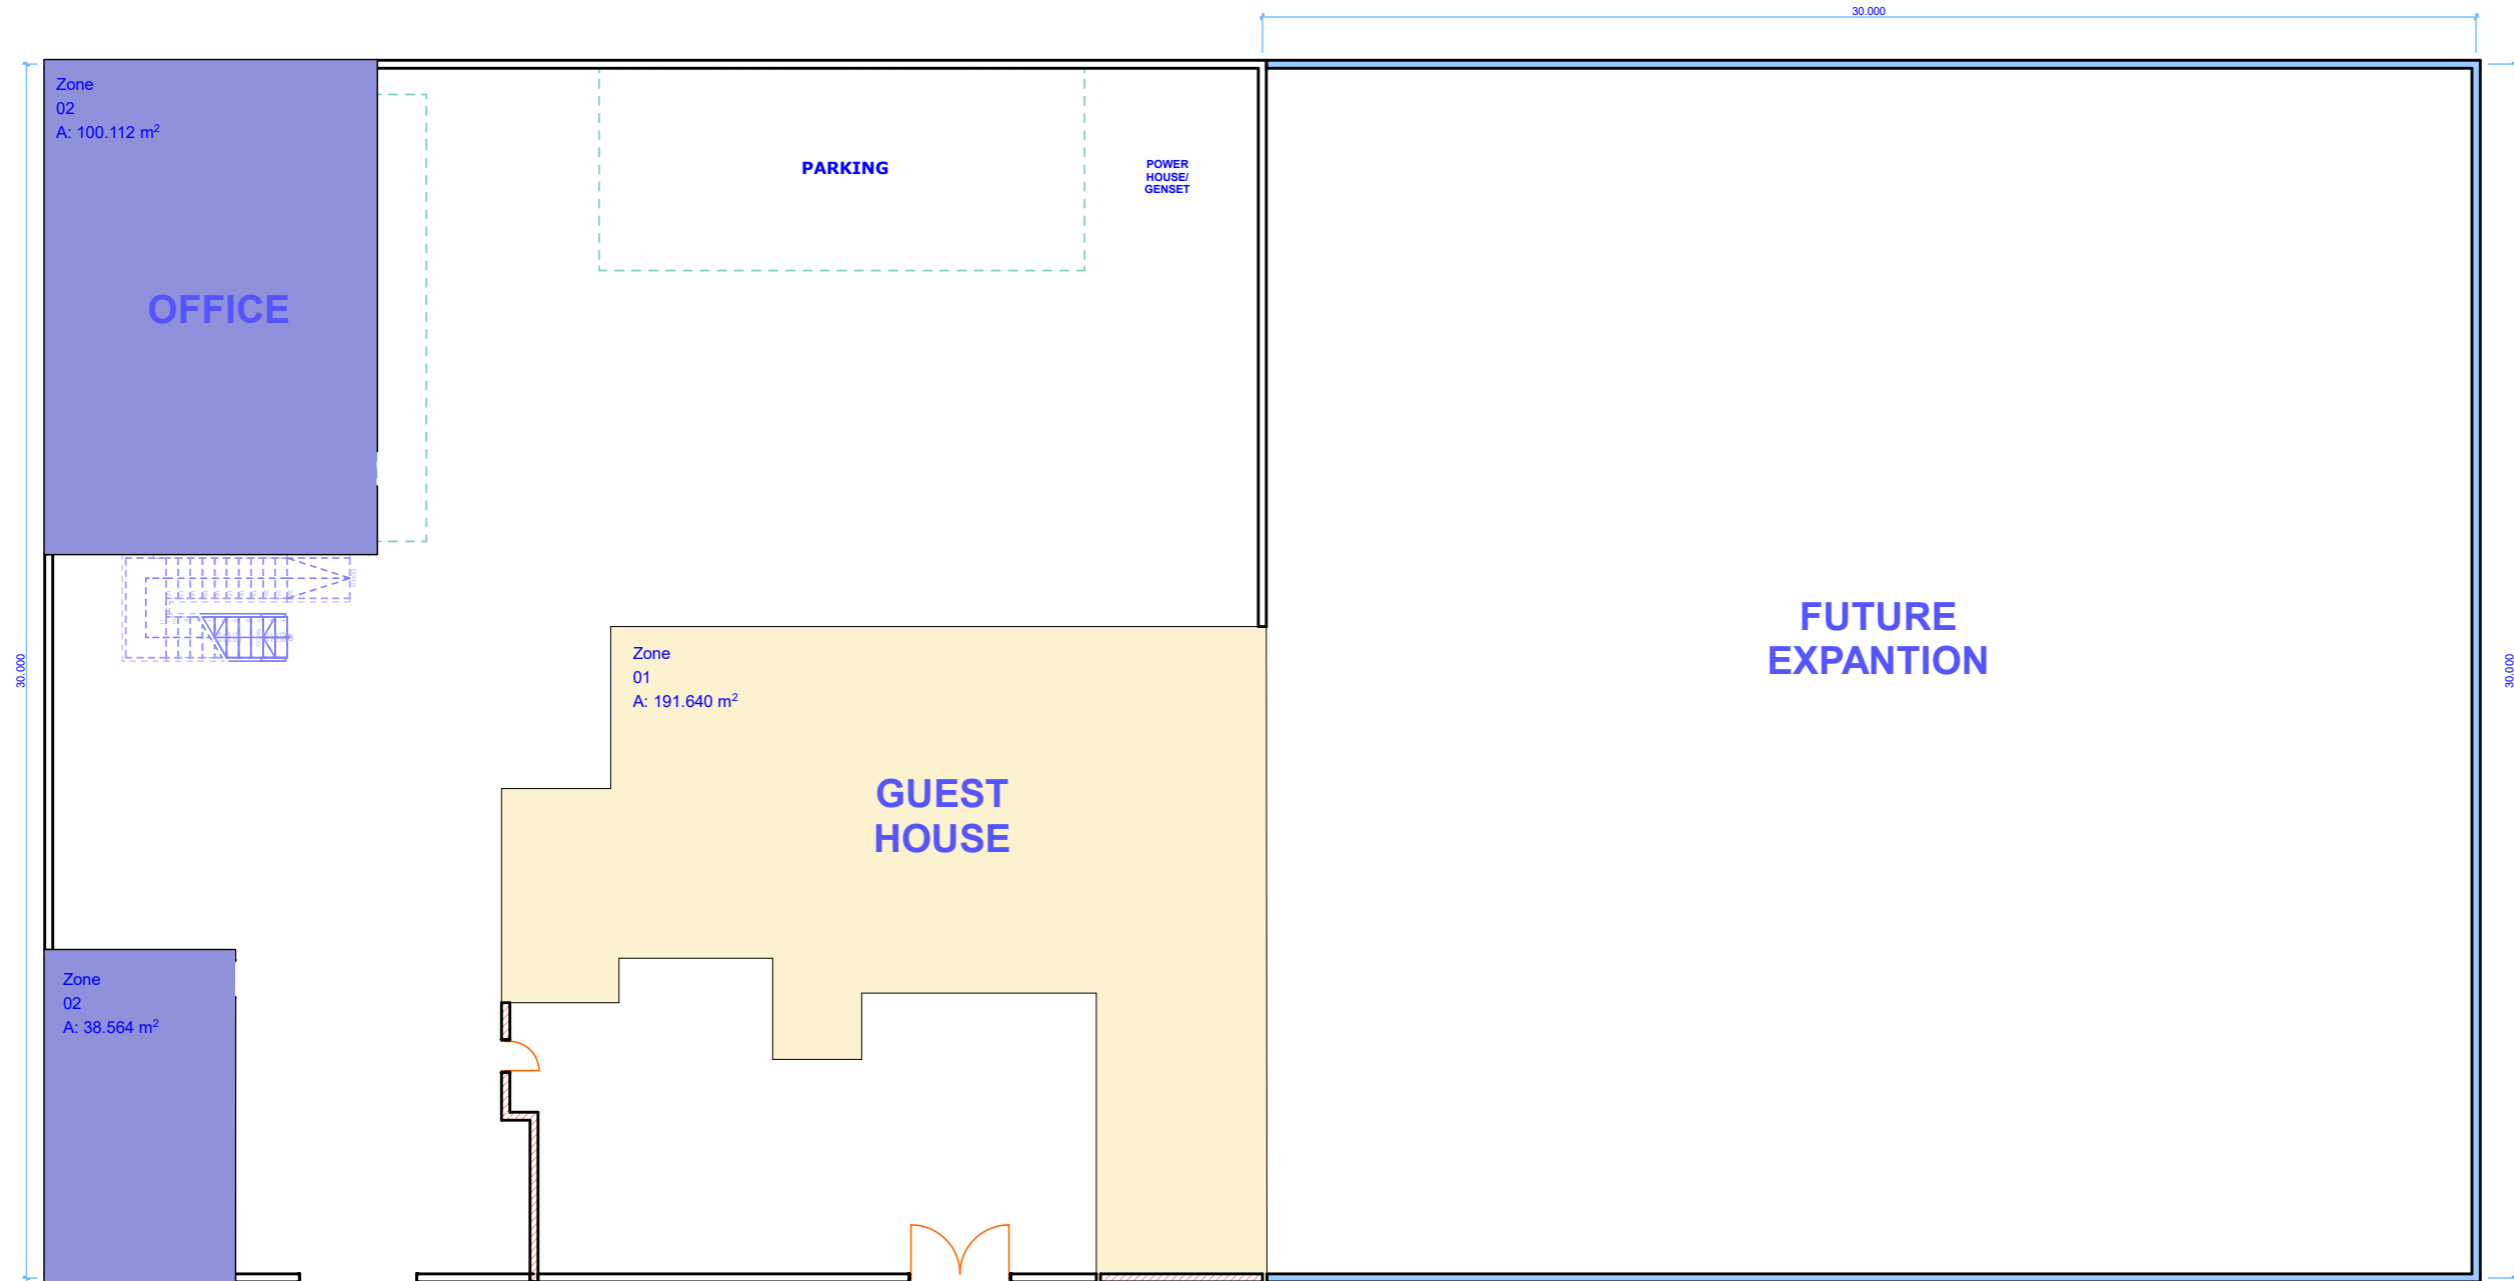 30.000
Zone
02
A: 100.112 m²
PARKING
POWER
HOUSE/
GENSET
OFFICE
FUTURE
EXPANTION
30.000
30.000
Zone
01
A: 191.640 m²
GUEST
HOUSE
Zone
02
A: 38.564 m²